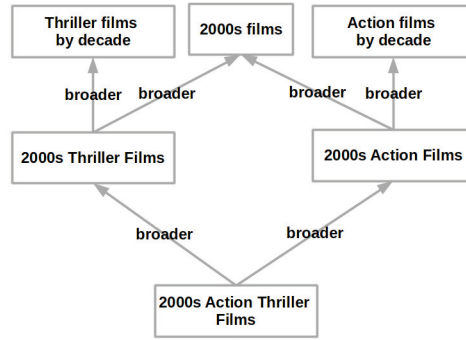 Thriller films
by decade
2000s films
Action films
by decade
broader
broader
broader
broader
2000s Thriller Films
2000s Action Films
broader
broader
2000s Action Thriller
Films